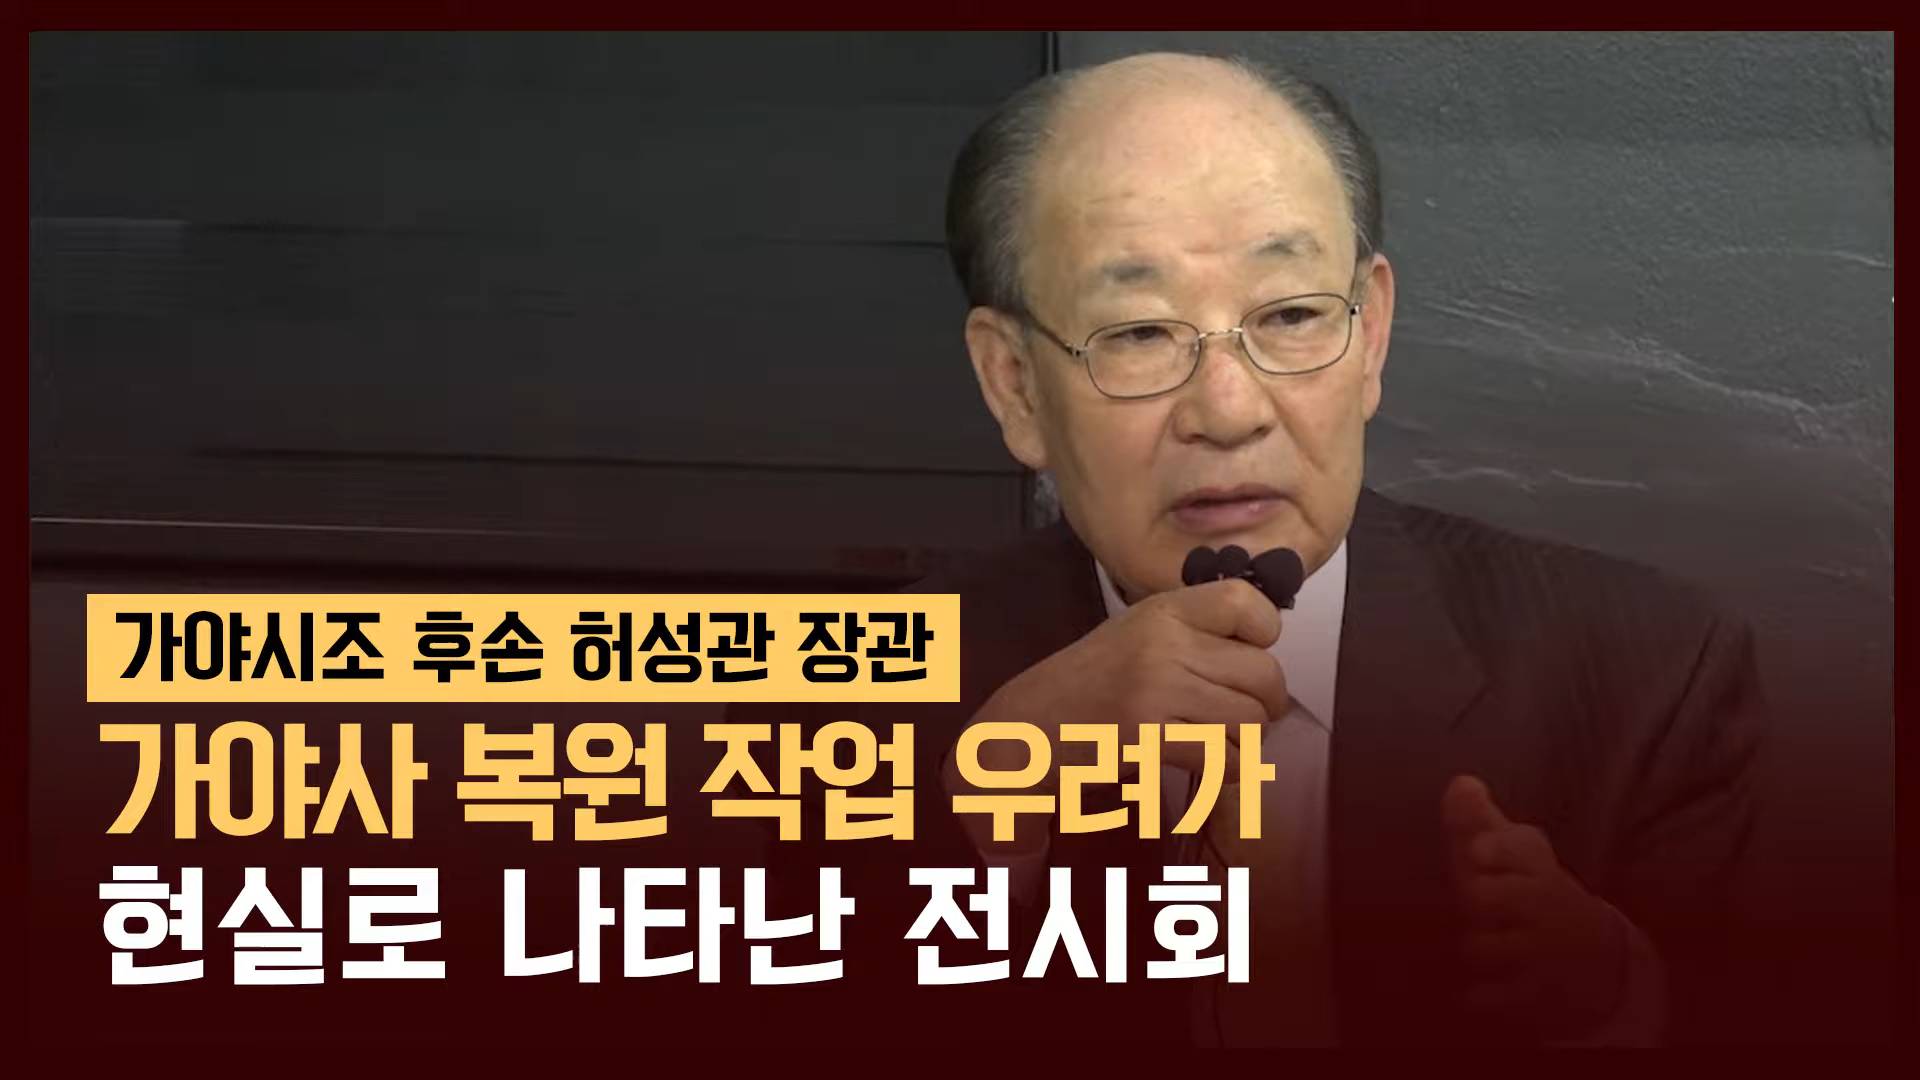 가야시조 후손 허성관 장관
가야사 복원 작업 우려가
현실로 나타난 전시회